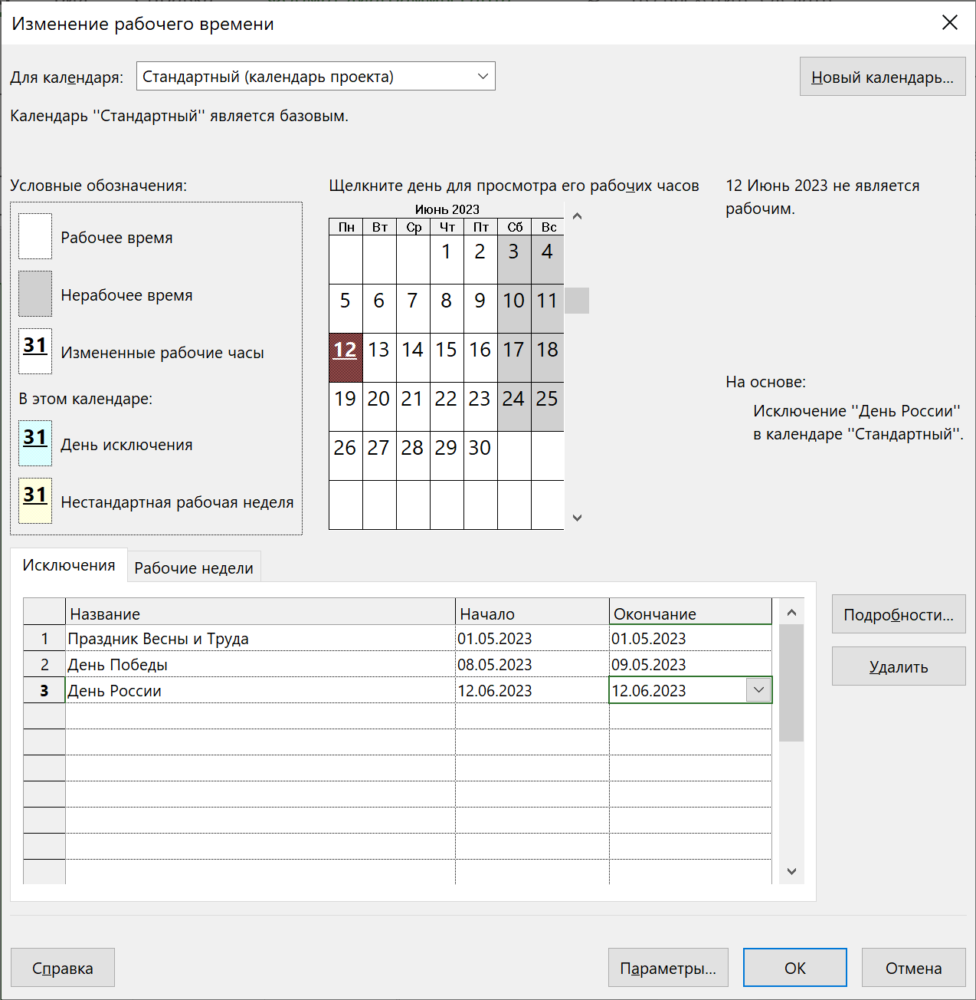 Изменение рабочего времени
Для календаря:
Стандартный (календарь проекта)
Новый календарь...
Календарь "Стандартный" является базовым.
Условные обозначения:
Рабочее время
Нерабочее время
31 Измененные рабочие часы
В этом календаре:
31 День исключения
31 Нестандартная рабочая неделя
Щелкните день для просмотра его рабочих часов
Июнь 2023
Пн Вт Ср Чт Пт Сб Вс
1 2 3 4
5 6 7 8 9 10 11
12 13 14 15 16 17 18
19 20 21 22 23 24 25
26 27 28 29 30
12 Июнь 2023 не является
рабочим.
На основе:
Исключение "День России"
в календаре "Стандартный".
Исключения
Рабочие недели
Название Начало Окончание
1 Праздник Весны и Труда 01.05.2023 01.05.2023
2 День Победы 08.05.2023 09.05.2023
3 День России 12.06.2023 12.06.2023
Подробности...
Удалить
Справка
Параметры...
ОК
Отмена